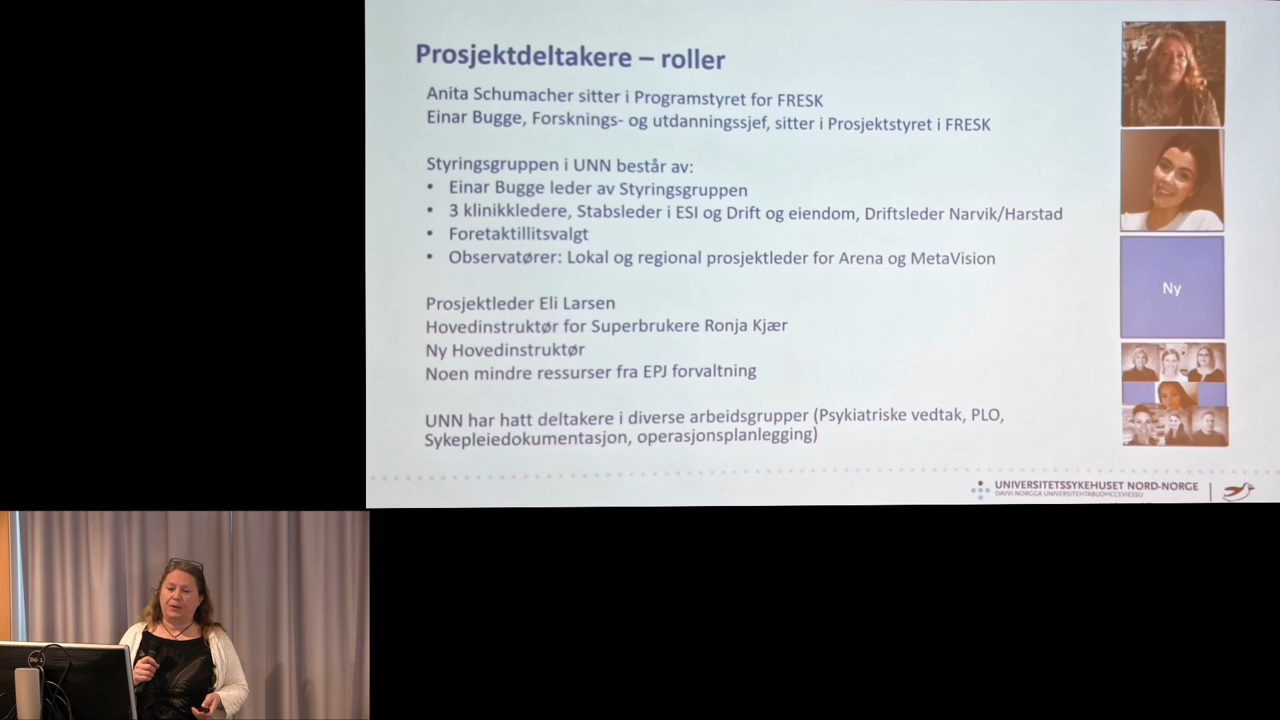 Prosjektdeltakere – roller
Anita Schumacher sitter i Programstyret for FRESK
Einar Bugge, Forsknings- og utdanningssjef, sitter i Prosjektstyret i FRESK
Styringsgruppen i UNN består av:
• Einar Bugge leder av Styringsgruppen
• 3 klinikkledere, Stabsleder i ESI og Drift og eiendom, Driftsleder Narvik/Harstad
• Foretaktillitsvalgt
• Observatører: Lokal og regional prosjektleder for Arena og MetaVision
Prosjektleder Eli Larsen
Hovedinstruktør for Superbrukere Ronja Kjær
Ny Hovedinstruktør
Noen mindre ressurser fra EPJ forvaltning
UNN har hatt deltakere i diverse arbeidsgrupper (Psykiatriske vedtak, PLO,
Sykepleiedokumentasjon, operasjonsplanlegging)
Ny
UNIVERSITETSSYKEHUSET NORD-NORGE
DAVVI-NORGGA UNIVERSITEHTABUOHCCEVIESSU
DELL